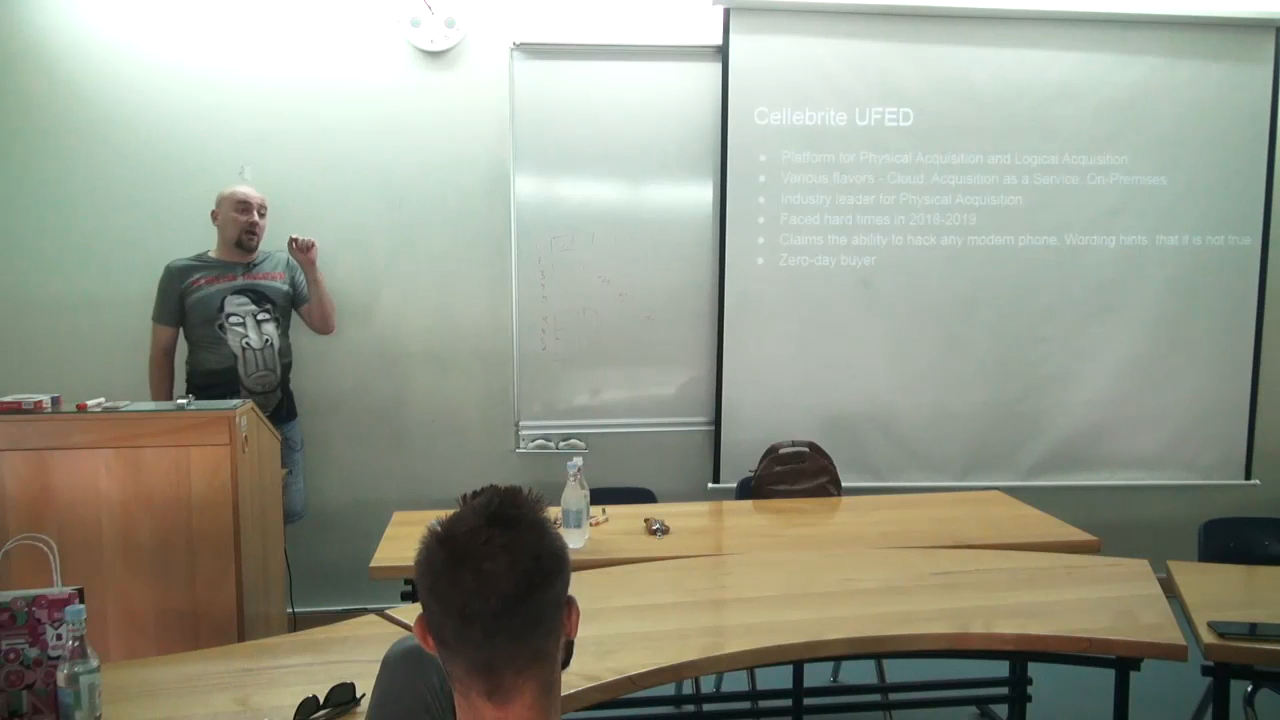 Cellebrite UFED
● Platform for Physical Acquisition and Logical Acquisition
● Various flavors - Cloud, Acquisition as a Service, On-Premises
● Industry leader for Physical Acquisition
● Faced hard times in 2018-2019
● Claims the ability to hack any modern phone. Wording hints, that it is not true
● Zero-day buyer